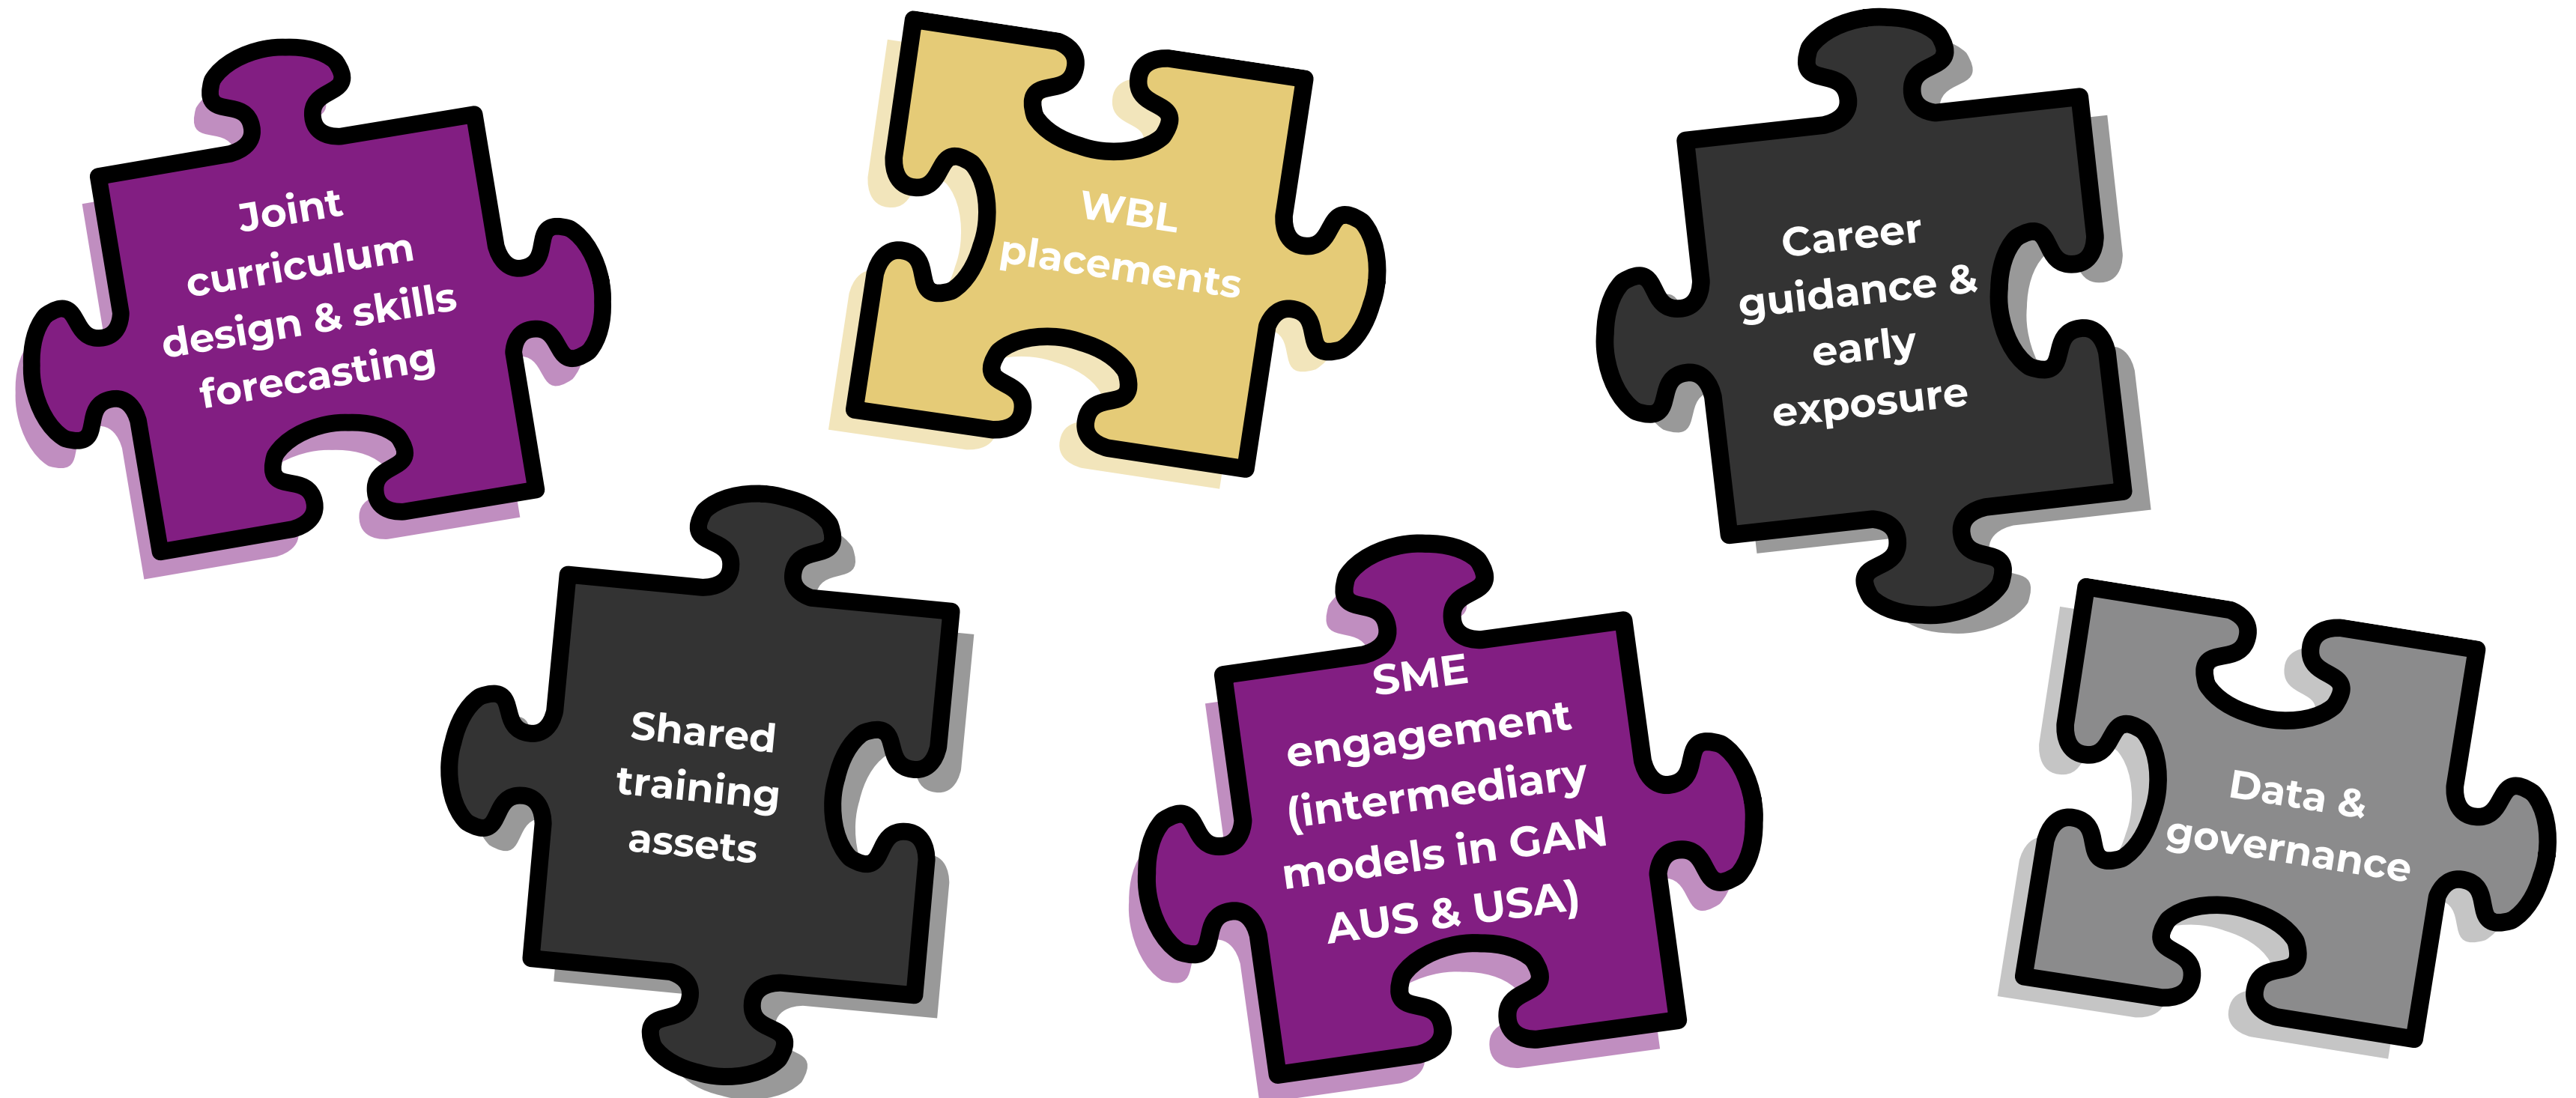 Joint
curriculum
design & skills
forecasting
WBL
placements
Career
guidance &
early
exposure
Shared
training
assets
SME
engagement
(intermediary
models in GAN
AUS & USA)
Data &
governance